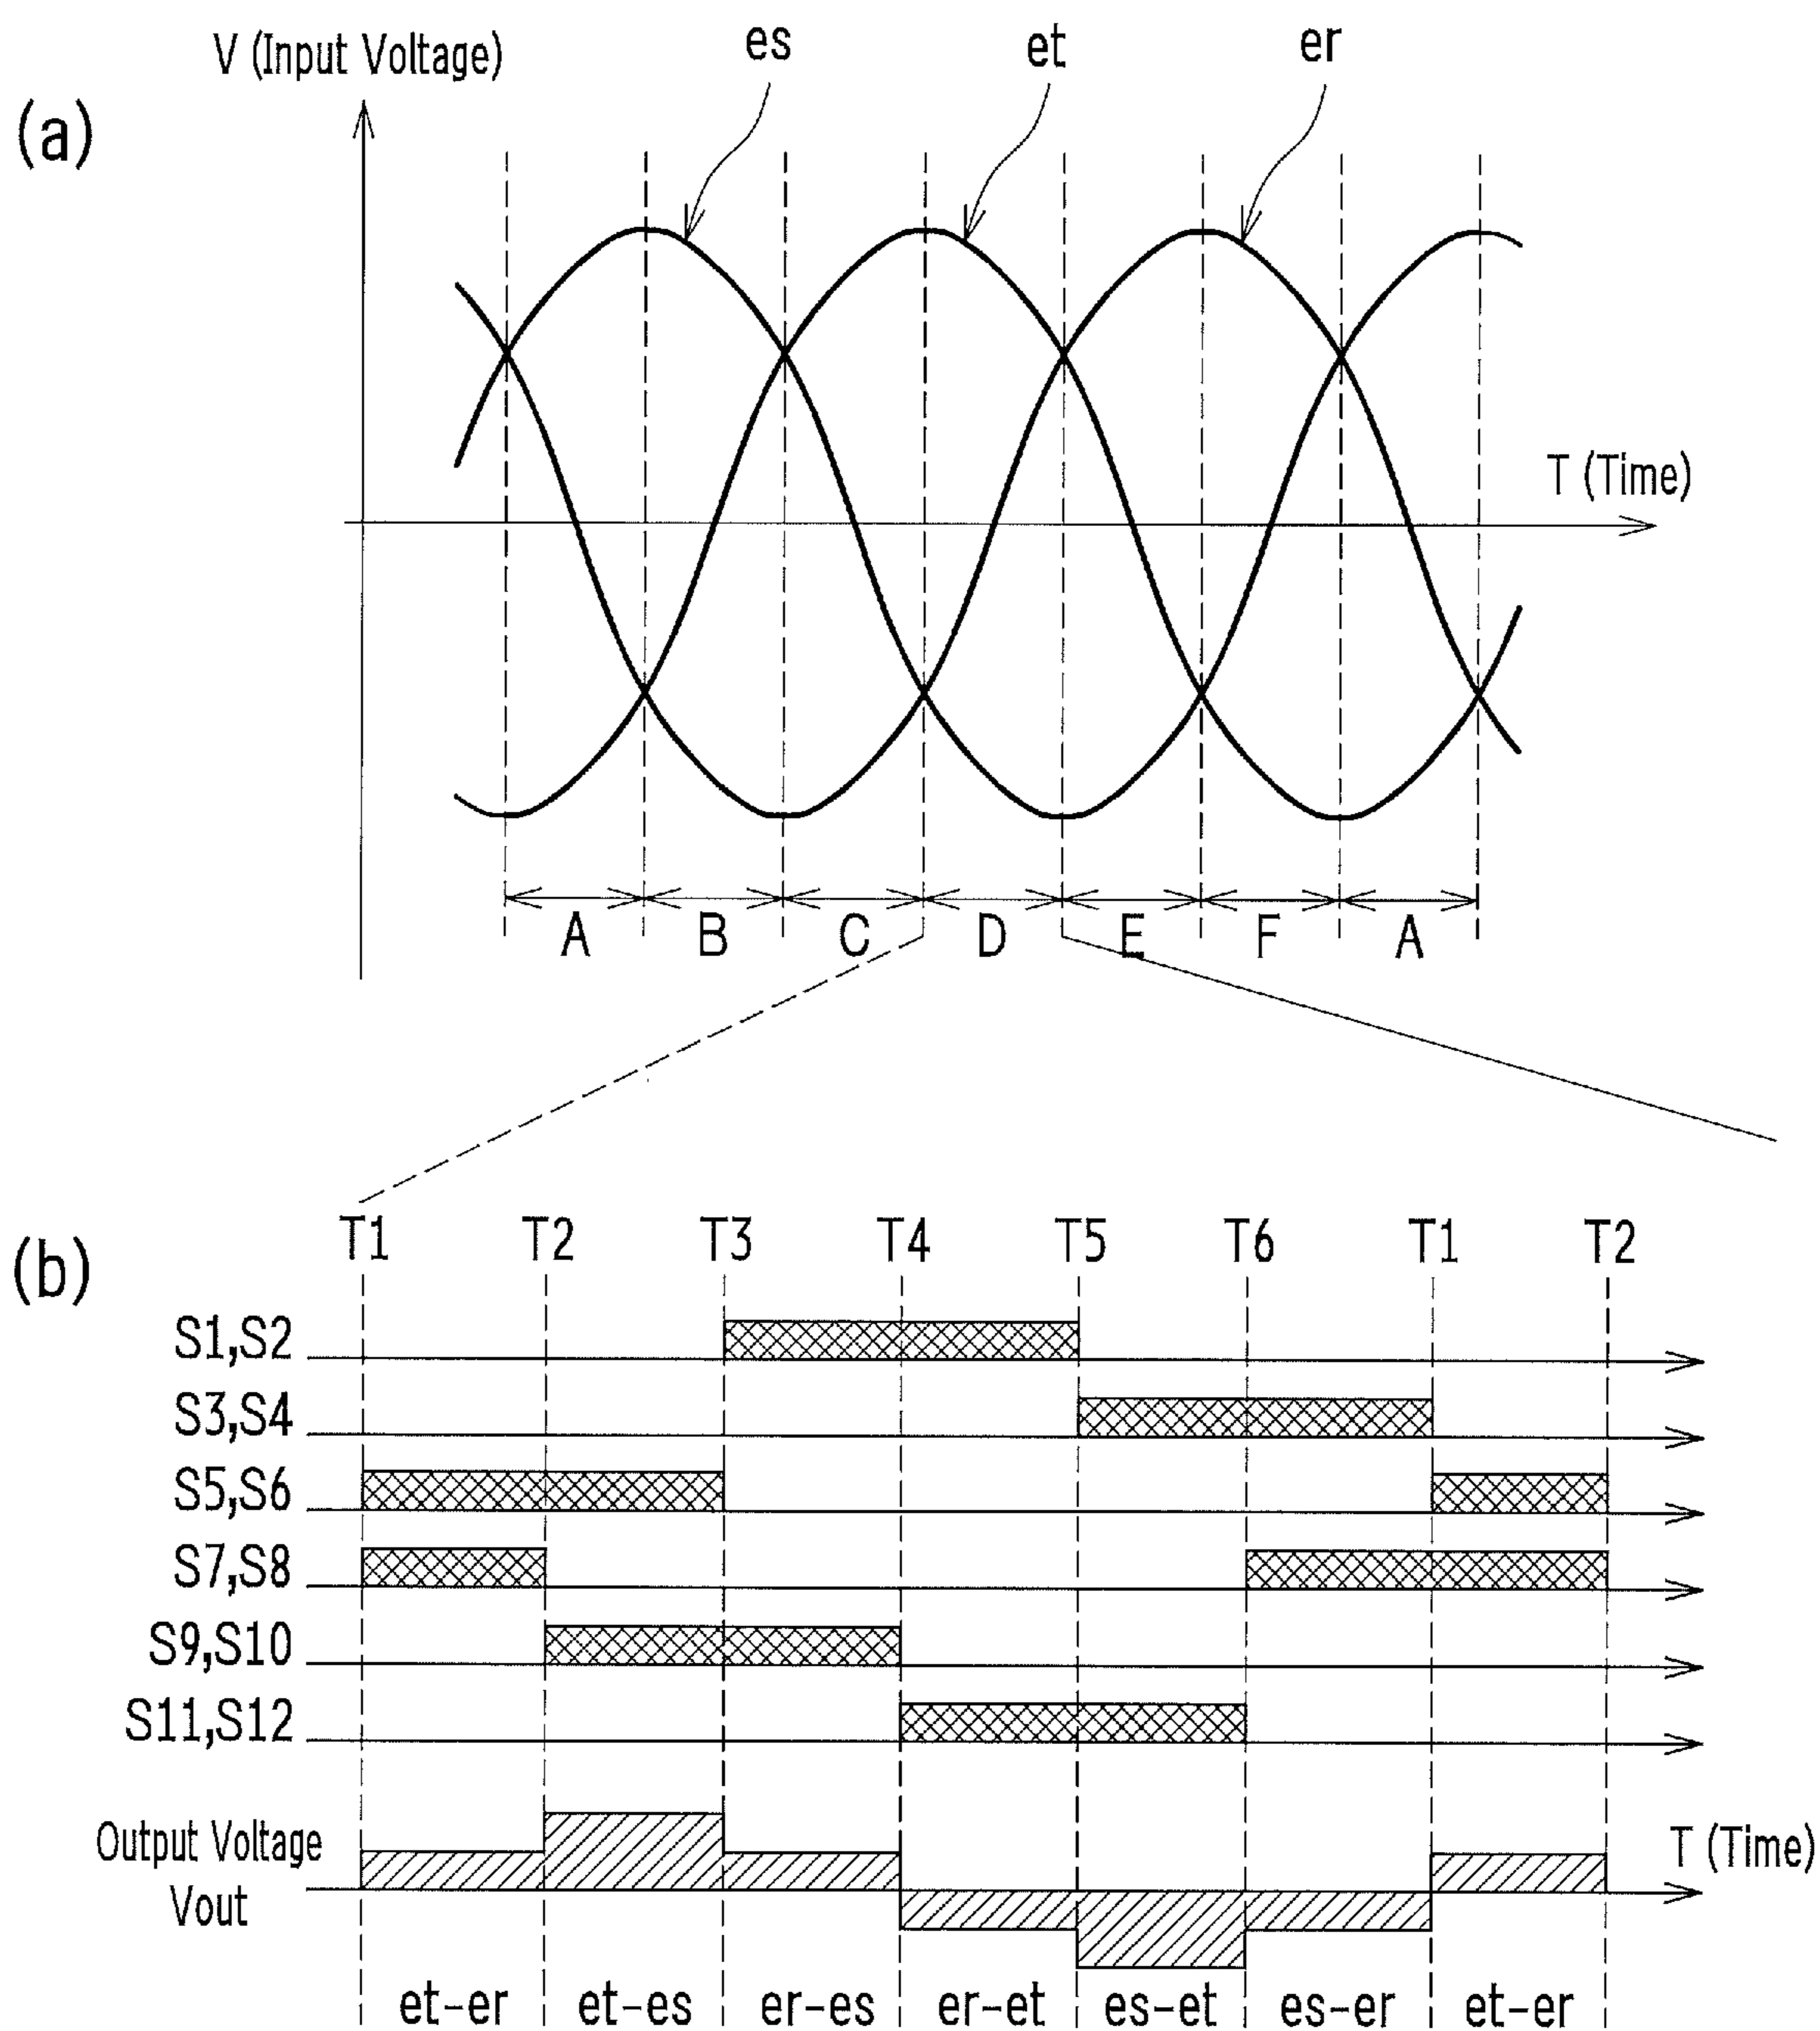 (a)
V (Input Voltage)
es
et
er
T (Time)
A
B
C
D
E
F
A
(b)
T1
T2
T3
T4
T5
T6
T1
T2
S1,S2
S3,S4
S5,S6
S7,S8
S9,S10
S11,S12
Output Voltage
Vout
T (Time)
et-er
et-es
er-es
er-et
es-et
es-er
et-er